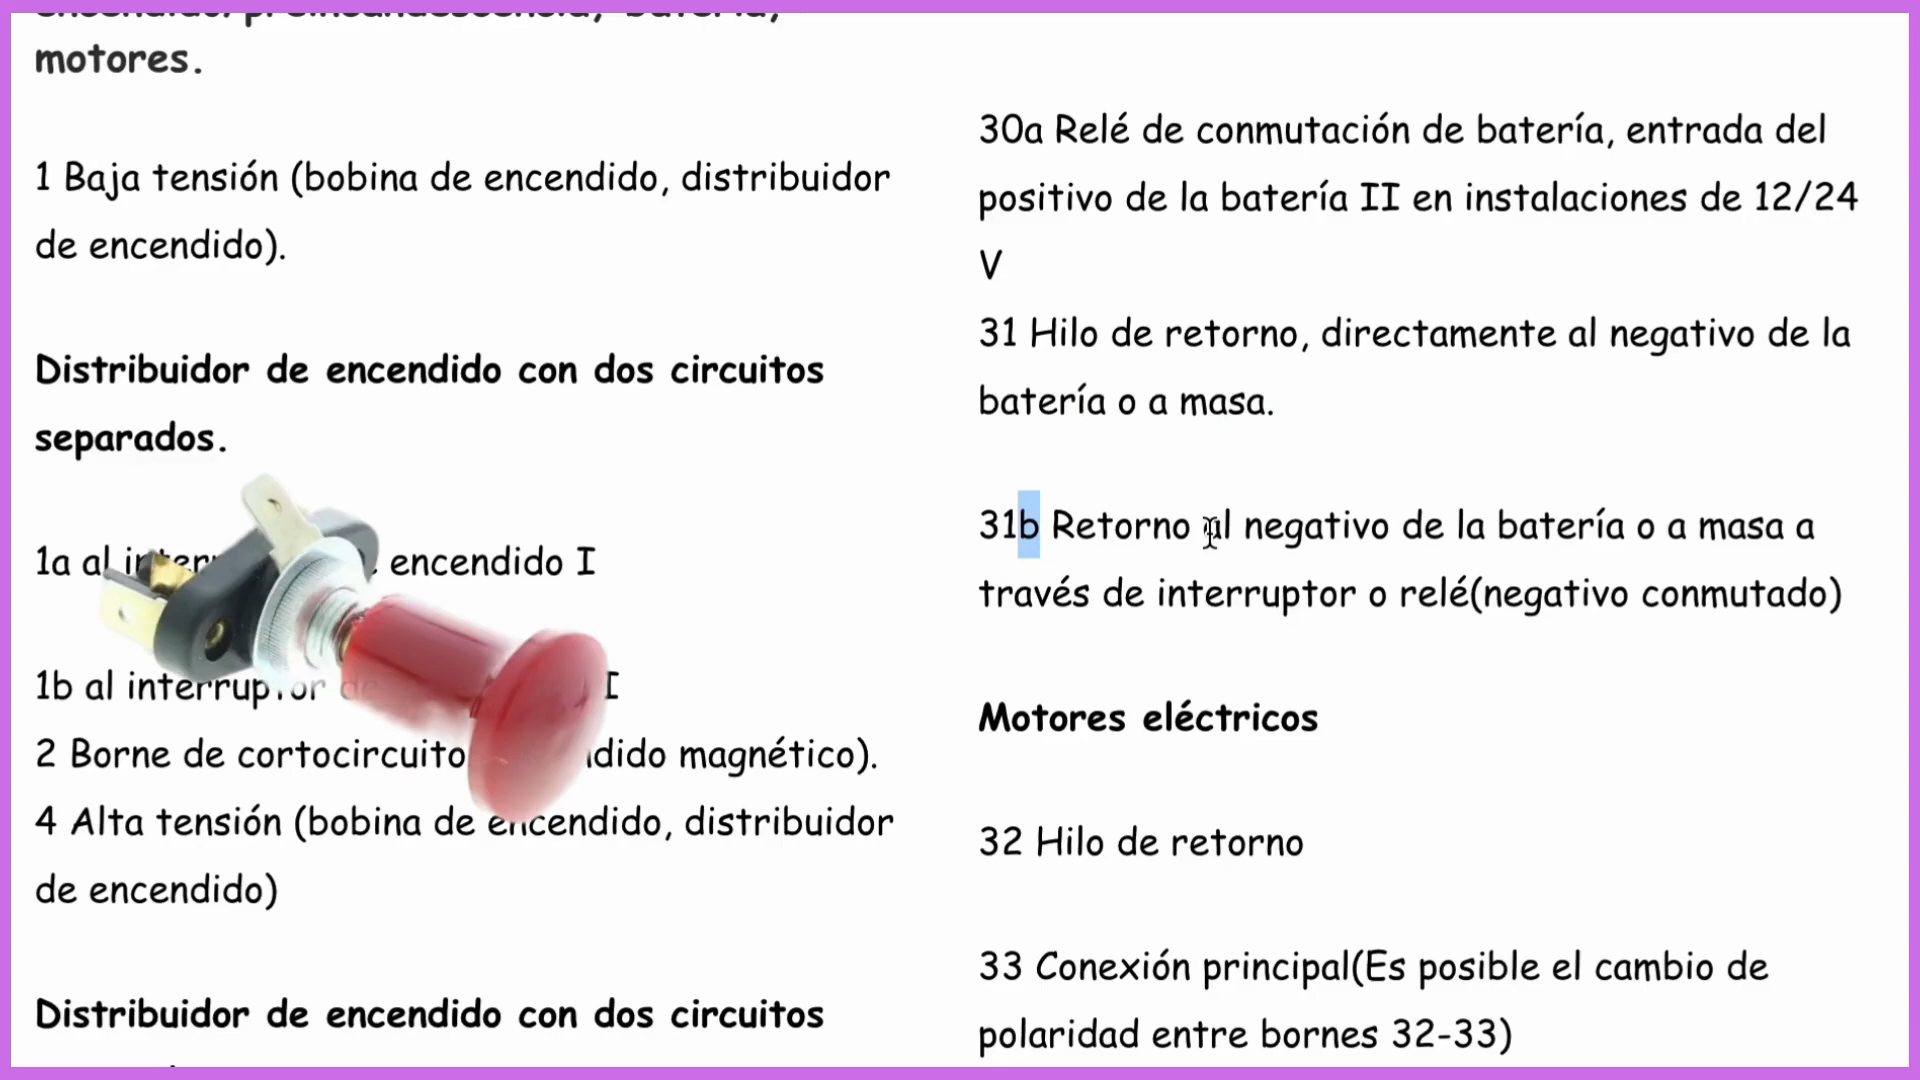 motores.
1 Baja tensión (bobina de encendido, distribuidor
de encendido).
Distribuidor de encendido con dos circuitos
separados.
1a al encendido I
1b al interruptor
2 Borne de cortocircuito magnético).
4 Alta tensión (bobina de encendido, distribuidor
de encendido)
Distribuidor de encendido con dos circuitos
30a Relé de conmutación de batería, entrada del
positivo de la batería II en instalaciones de 12/24
V
31 Hilo de retorno, directamente al negativo de la
batería o a masa.
31b Retorno al negativo de la batería o a masa a
través de interruptor o relé(negativo conmutado)
Motores eléctricos
32 Hilo de retorno
33 Conexión principal(Es posible el cambio de
polaridad entre bornes 32-33)